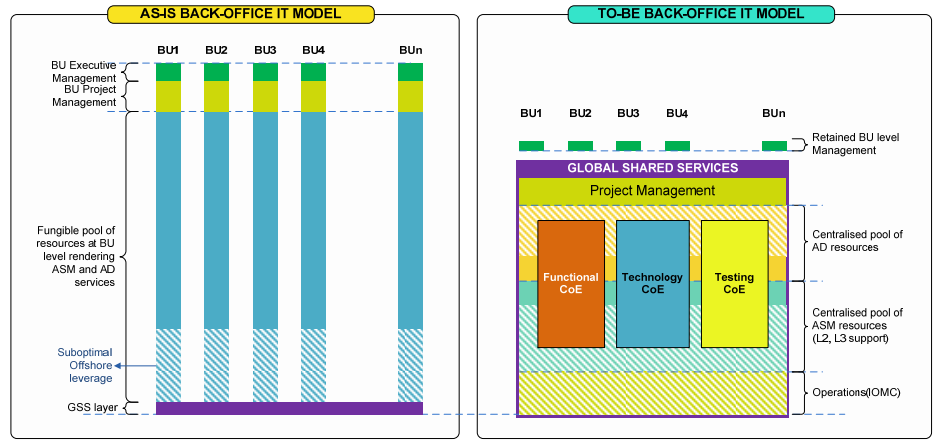 AS-IS BACK-OFFICE IT MODEL
BU1 BU2 BU3 BU4 BUn
BU Executive
Management
BU Project
Management
Fungible pool of
resources at BU
level rendering
ASM and AD
services
Suboptimal
Offshore
leverage
GSS layer
TO-BE BACK-OFFICE IT MODEL
BU1 BU2 BU3 BU4 BUn
Retained BU level
Management
GLOBAL SHARED SERVICES
Project Management
Functional
CoE
Technology
CoE
Testing
CoE
Centralised pool of
AD resources
Centralised pool of
ASM resources
(L2, L3 support)
Operations(IOMC)